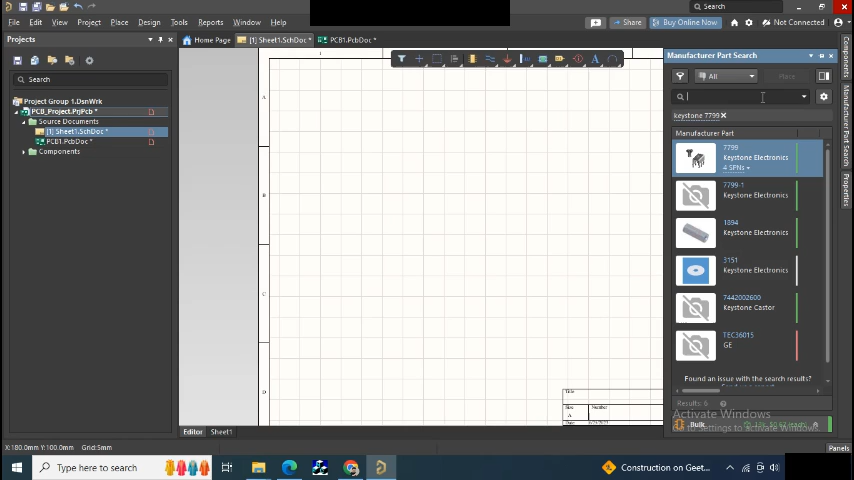 Search
File Edit View Project Place Design Tools Reports Window Help
Share
Buy Online Now
Not Connected
Projects
Home Page
[1] Sheet1.SchDoc *
PCB1.PcbDoc *
Search
Project Group 1.DsnWrk
PCB_Project.PrjPcb *
Source Documents
[1] Sheet1.SchDoc *
PCB1.PcbDoc *
Components
1
A
B
C
D
Title
Size
Number
A
Date:
Editor
Sheet1
Manufacturer Part Search
All
Place
keystone 7799
Manufacturer Part
7799
Keystone Electronics
4 SPNs
7799-1
Keystone Electronics
1894
Keystone Electronics
3151
Keystone Electronics
7442002600
Keystone Castor
TEC36015
GE
Found an issue with the search results?
Results: 6
Activate Windows
Go to Settings to activate Windows.
Bulk
Components
Manufacturer Part Search
Properties
X:180.0mm Y:100.0mm Grid:5mm
Panels
Type here to search
Construction on Geet...